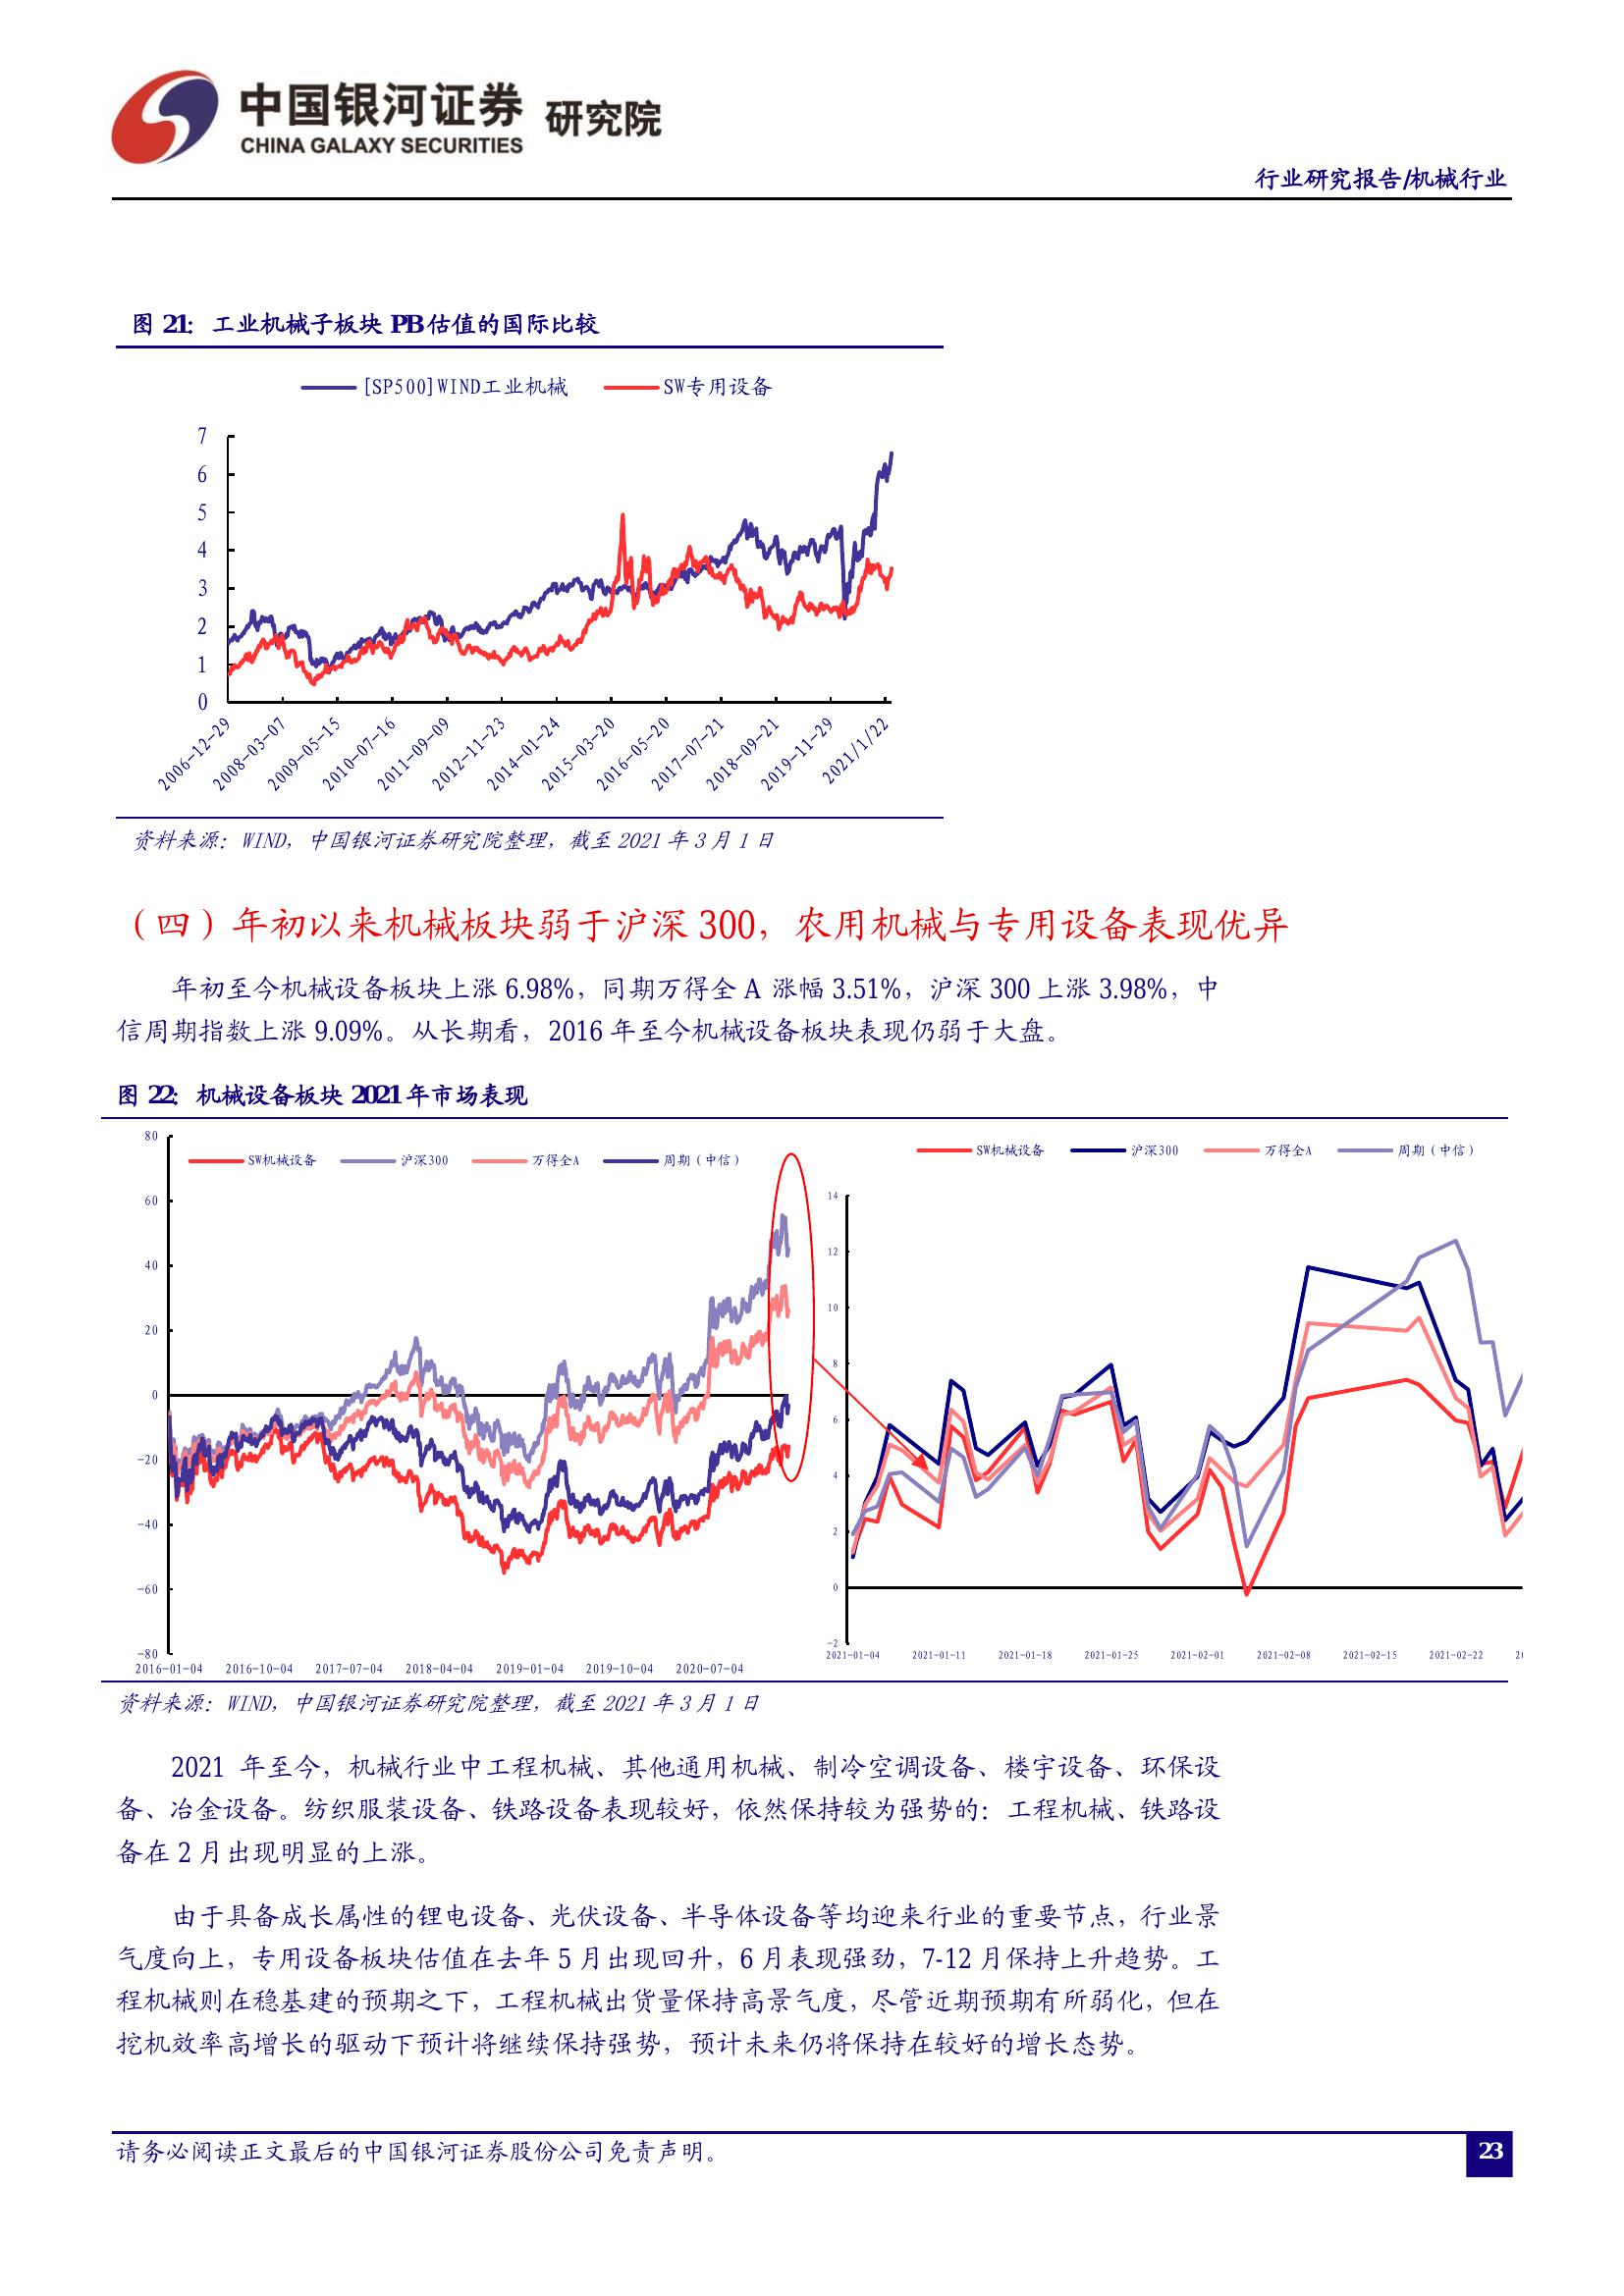 中国银河证券 研究院
CHINA GALAXY SECURITIES
行业研究报告/机械行业
图 21：工业机械子板块 PB 估值的国际比较
[SP500]WIND工业机械 SW专用设备
7
6
5
4
3
2
1
0
2006-12-29 2008-03-07 2009-05-15 2010-07-16 2011-09-09 2012-11-23 2014-01-24 2015-03-20 2016-05-20 2017-07-21 2018-09-21 2019-11-29 2021/1/22
资料来源：WIND，中国银河证券研究院整理，截至 2021 年 3 月 1 日
（四）年初以来机械板块弱于沪深 300，农用机械与专用设备表现优异
年初至今机械设备板块上涨 6.98%，同期万得全 A 涨幅 3.51%，沪深 300 上涨 3.98%，中
信周期指数上涨 9.09%。从长期看，2016 年至今机械设备板块表现仍弱于大盘。
图 22：机械设备板块 2021 年市场表现
SW机械设备 沪深300 万得全A 周期（中信）
80
60
40
20
0
-20
-40
-60
-80
2016-01-04 2016-10-04 2017-07-04 2018-04-04 2019-01-04 2019-10-04 2020-07-04
SW机械设备 沪深300 万得全A 周期（中信）
14
12
10
8
6
4
2
0
-2
2021-01-04 2021-01-11 2021-01-18 2021-01-25 2021-02-01 2021-02-08 2021-02-15 2021-02-22
资料来源：WIND，中国银河证券研究院整理，截至 2021 年 3 月 1 日
2021 年至今，机械行业中工程机械、其他通用机械、制冷空调设备、楼宇设备、环保设
备、冶金设备。纺织服装设备、铁路设备表现较好，依然保持较为强势的：工程机械、铁路设
备在 2 月出现明显的上涨。
由于具备成长属性的锂电设备、光伏设备、半导体设备等均迎来行业的重要节点，行业景
气度向上，专用设备板块估值在去年 5 月出现回升，6 月表现强劲，7-12 月保持上升趋势。工
程机械则在稳基建的预期之下，工程机械出货量保持高景气度，尽管近期预期有所弱化，但在
挖机效率高增长的驱动下预计将继续保持强势，预计未来仍将保持在较好的增长态势。
请务必阅读正文最后的中国银河证券股份公司免责声明。
23